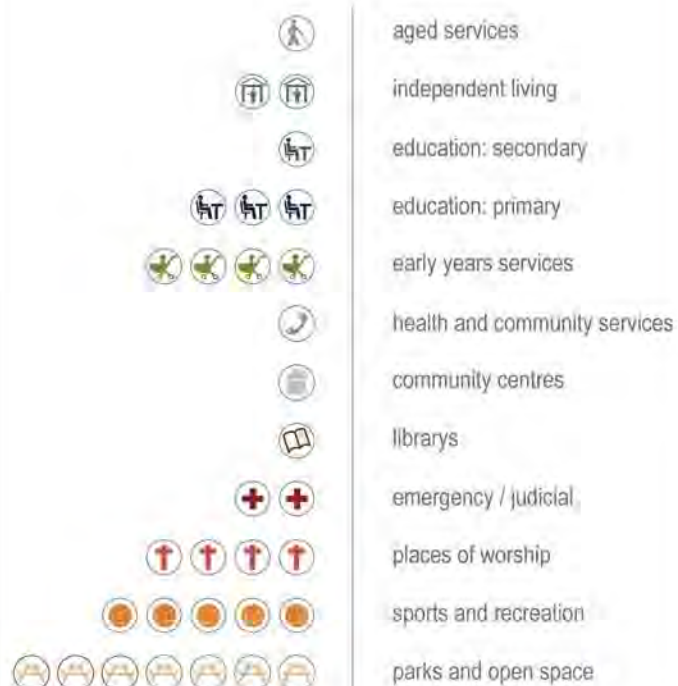 aged services
independent living
education: secondary
education: primary
early years services
health and community services
community centres
librarys
emergency / judicial
places of worship
sports and recreation
parks and open space